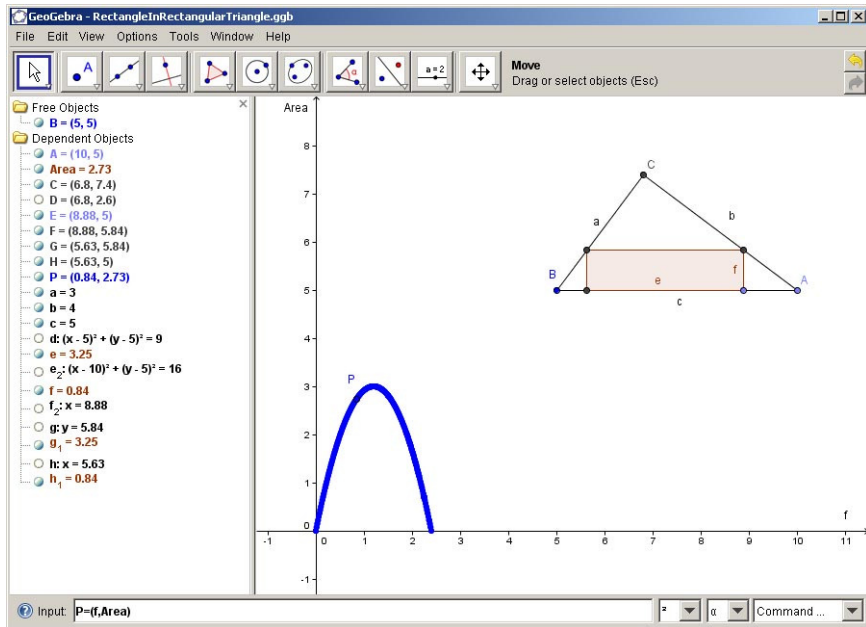 GeoGebra - RectangleInRectangularTriangle.ggb
File Edit View Options Tools Window Help
A
α
a = 2
Move
Drag or select objects (Esc)
Free Objects
B = (5, 5)
Dependent Objects
A = (10, 5)
Area = 2.73
C = (6.8, 7.4)
D = (6.8, 2.6)
E = (8.88, 5)
F = (8.88, 5.84)
G = (5.63, 5.84)
H = (5.63, 5)
P = (0.84, 2.73)
a = 3
b = 4
c = 5
d: (x - 5)² + (y - 5)² = 9
e = 3.25
e₂: (x - 10)² + (y - 5)² = 16
f = 0.84
f₂: x = 8.88
g: y = 5.84
g₁ = 3.25
h: x = 5.63
h₁ = 0.84
Area
8
7
6
5
4
3
2
1
0
-1
C
a
b
B
f
A
e
c
P
f
-1 0 1 2 3 4 5 6 7 8 9 10 11
Input: P=(f,Area)
²
α
Command ...